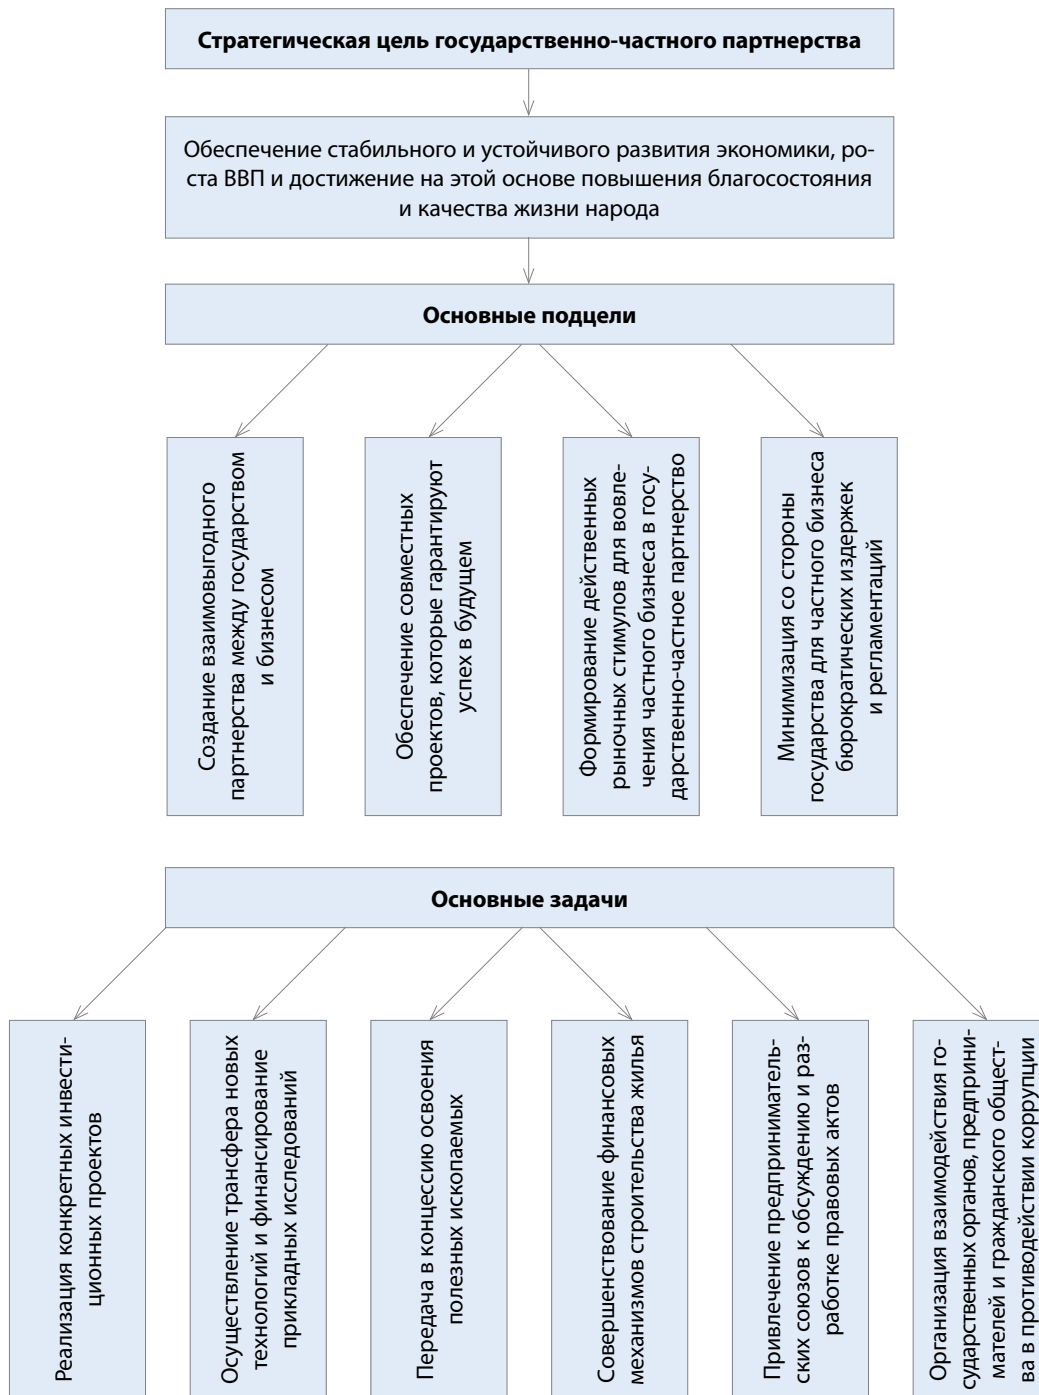 Стратегическая цель государственно-частного партнерства
Обеспечение стабильного и устойчивого развития экономики, ро-
ста ВВП и достижение на этой основе повышения благосостояния
и качества жизни народа
Основные подцели
Создание взаимовыгодного
партнерства между государством
и бизнесом
Обеспечение совместных
проектов, которые гарантируют
успех в будущем
Формирование действенных
рыночных стимулов для вовле-
чения частного бизнеса в госу-
дарственно-частное партнерство
Минимизация со стороны
государства для частного бизнеса
бюрократических издержек
и регламентаций
Основные задачи
Реализация конкретных инвести-
ционных проектов
Осуществление трансфера новых
технологий и финансирование
прикладных исследований
Передача в концессию освоения
полезных ископаемых
Совершенствование финансовых
механизмов строительства жилья
Привлечение предприниматель-
ских союзов к обсуждению и раз-
работке правовых актов
Организация взаимодействия го-
сударственных органов, предприни-
мателей и гражданского общест-
ва в противодействии коррупции